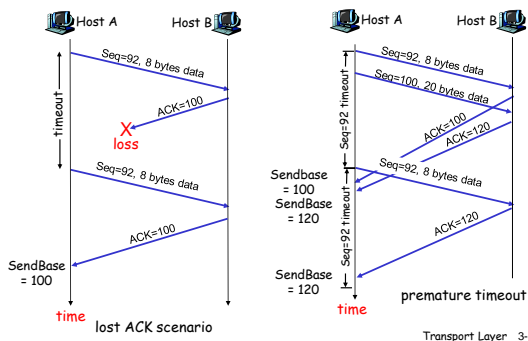 Host A
Host B
Seq=92, 8 bytes data
timeout
ACK=100
X
loss
Seq=92, 8 bytes data
ACK=100
SendBase
= 100
time
lost ACK scenario
Host A
Host B
Seq=92, 8 bytes data
Seq=100, 20 bytes data
Seq=92 timeout
ACK=100
ACK=120
Seq=92, 8 bytes data
Sendbase
= 100
SendBase
= 120
Seq=92 timeout
ACK=120
SendBase
= 120
time
premature timeout
Transport Layer 3-